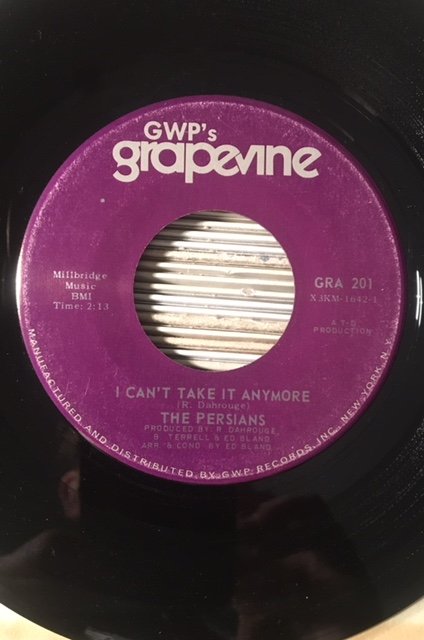 GWP's
grapevine
Millbridge
Music
BMI
Time: 2:13
GRA 201
X3KM-1642-1
PRODUCTION
I CAN'T TAKE IT ANYMORE
(R. Dahrouge)
THE PERSIANS
PRODUCED BY: R. DAHROUGE,
B. TERRELL & ED BLAND
ARR. & COND. BY ED BLAND
MANUFACTURED AND DISTRIBUTED BY GWP RECORDS, INC. NEW YORK, N.Y.